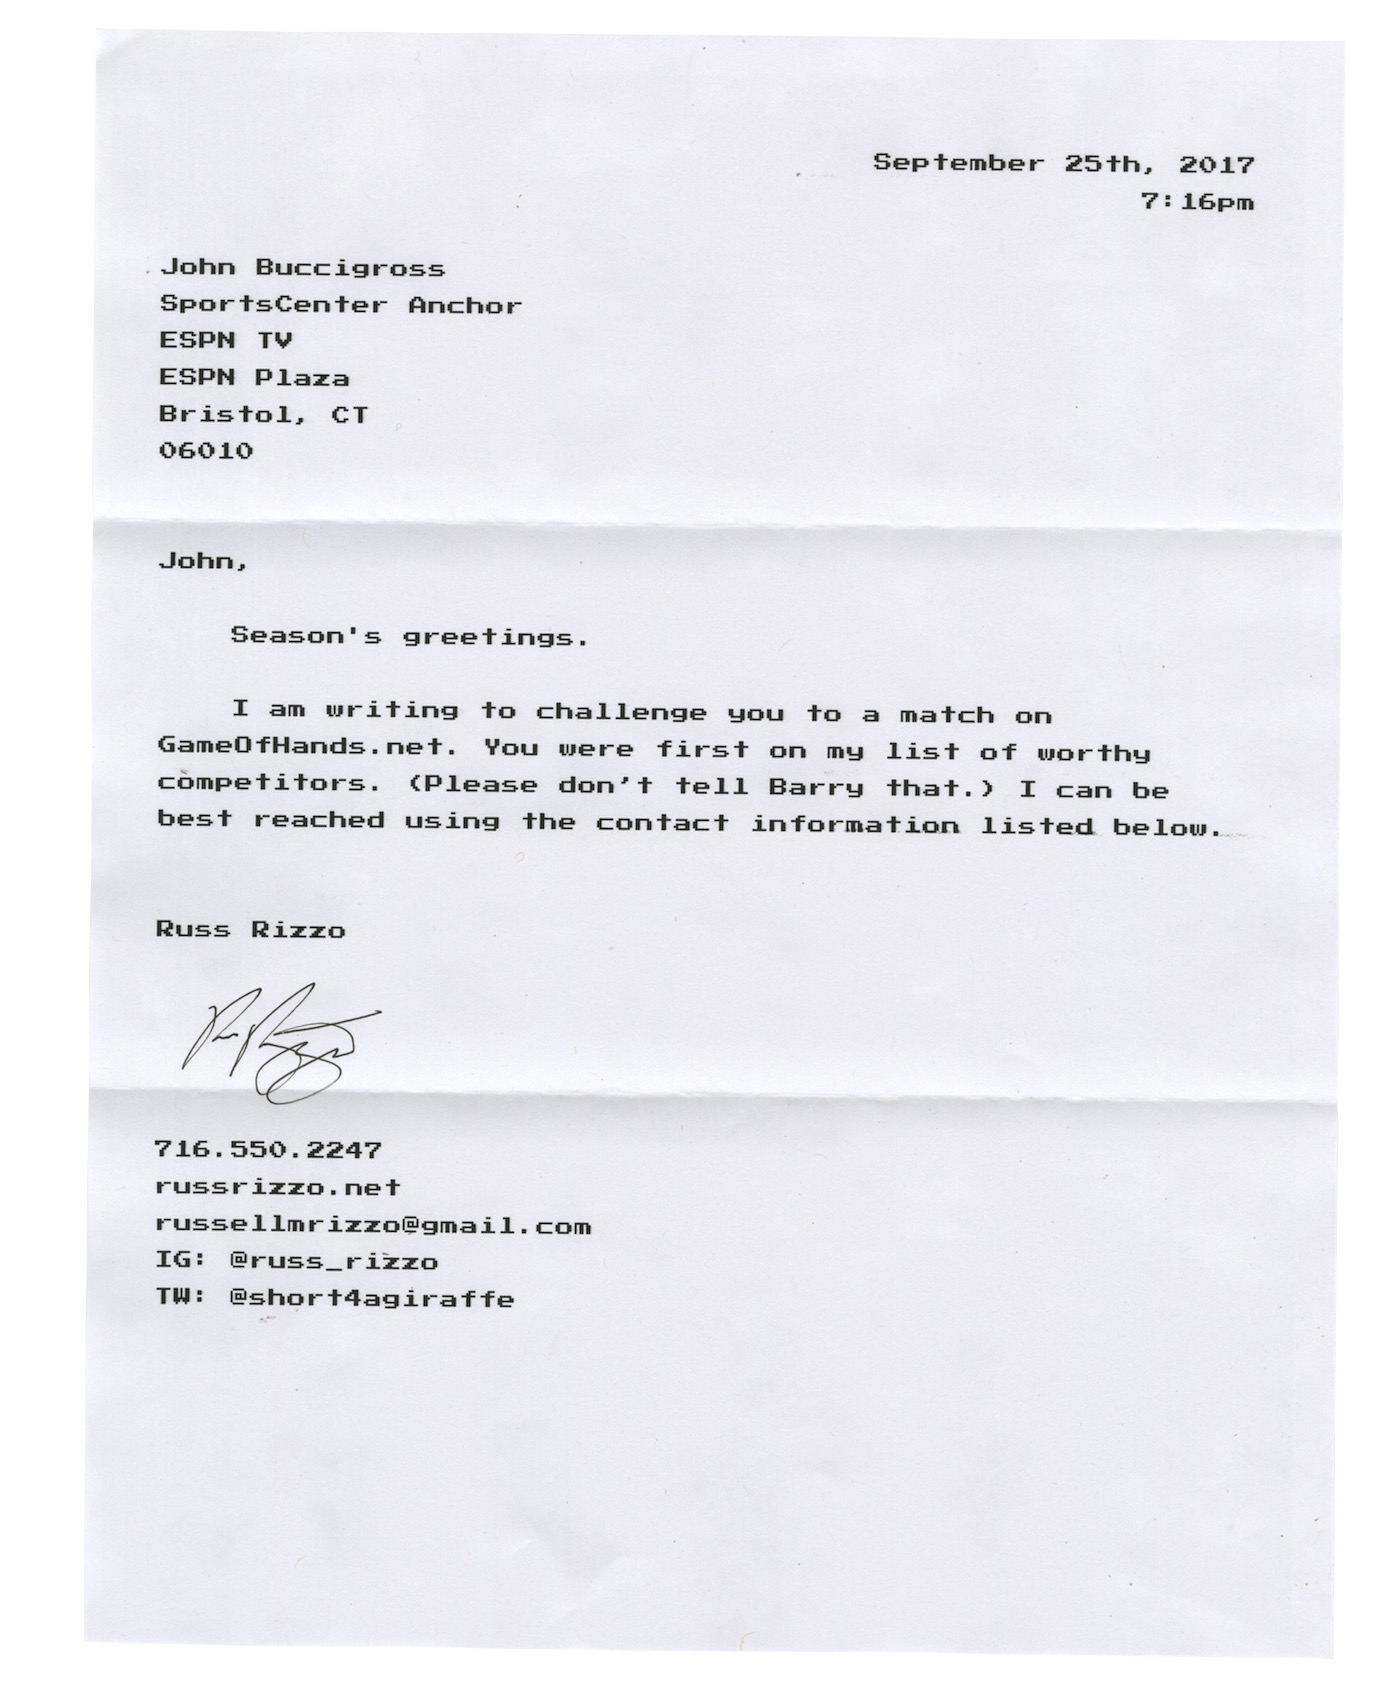 September 25th, 2017
7:16pm
John Buccigross
SportsCenter Anchor
ESPN TV
ESPN Plaza
Bristol, CT
06010
John,
Season's greetings.
I am writing to challenge you to a match on
GameOfHands.net. You were first on my list of worthy
competitors. (Please don't tell Barry that.) I can be
best reached using the contact information listed below.
Russ Rizzo
716.550.2247
russrizzo.net
russellmrizzo@gmail.com
IG: @russ_rizzo
TW: @short4agiraffe